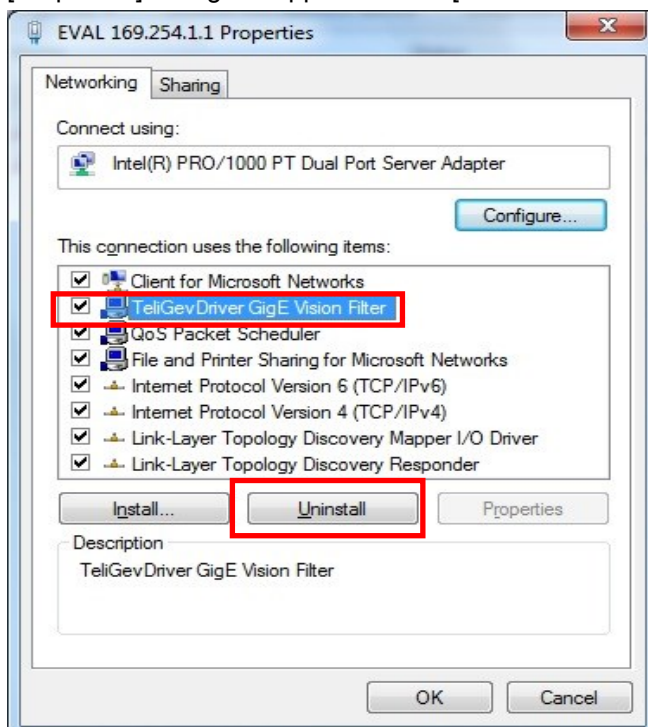 EVAL 169.254.1.1 Properties
Networking
Sharing
Connect using:
Intel(R) PRO/1000 PT Dual Port Server Adapter
Configure...
This connection uses the following items:
Client for Microsoft Networks
TeliGevDriver GigE Vision Filter
QoS Packet Scheduler
File and Printer Sharing for Microsoft Networks
Internet Protocol Version 6 (TCP/IPv6)
Internet Protocol Version 4 (TCP/IPv4)
Link-Layer Topology Discovery Mapper I/O Driver
Link-Layer Topology Discovery Responder
Install...
Uninstall
Properties
Description
TeliGevDriver GigE Vision Filter
OK
Cancel